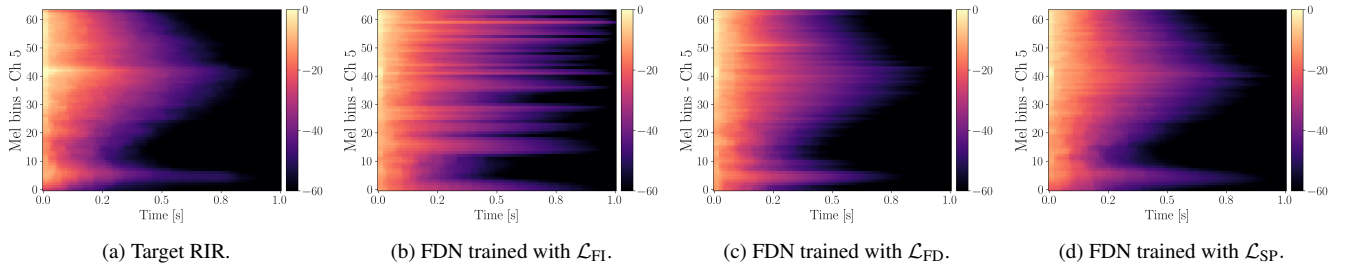 60
50
40
30
20
10
0
Mel bins - Ch 5
0.0 0.2 0.5 0.8 1.0
Time [s]
0
−20
−40
−60
(a) Target RIR.
60
50
40
30
20
10
0
Mel bins - Ch 5
0.0 0.2 0.5 0.8 1.0
Time [s]
0
−20
−40
−60
(b) FDN trained with ℒFI.
60
50
40
30
20
10
0
Mel bins - Ch 5
0.0 0.2 0.5 0.8 1.0
Time [s]
0
−20
−40
−60
(c) FDN trained with ℒFD.
60
50
40
30
20
10
0
Mel bins - Ch 5
0.0 0.2 0.5 0.8 1.0
Time [s]
0
−20
−40
−60
(d) FDN trained with ℒSP.